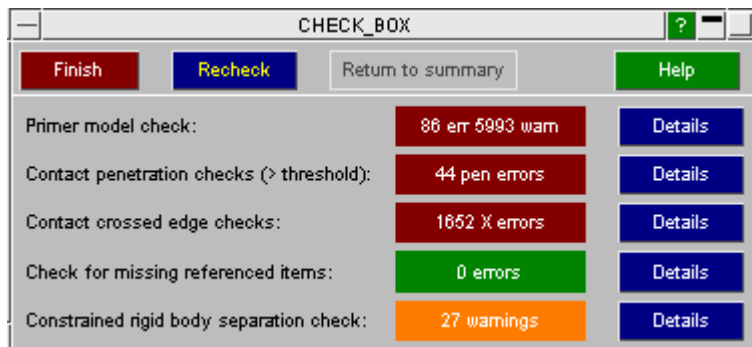 CHECK_BOX ?
Finish Recheck Return to summary Help
Primer model check: 86 err 5993 warn Details
Contact penetration checks (> threshold): 44 pen errors Details
Contact crossed edge checks: 1652 X errors Details
Check for missing referenced items: 0 errors Details
Constrained rigid body separation check: 27 warnings Details